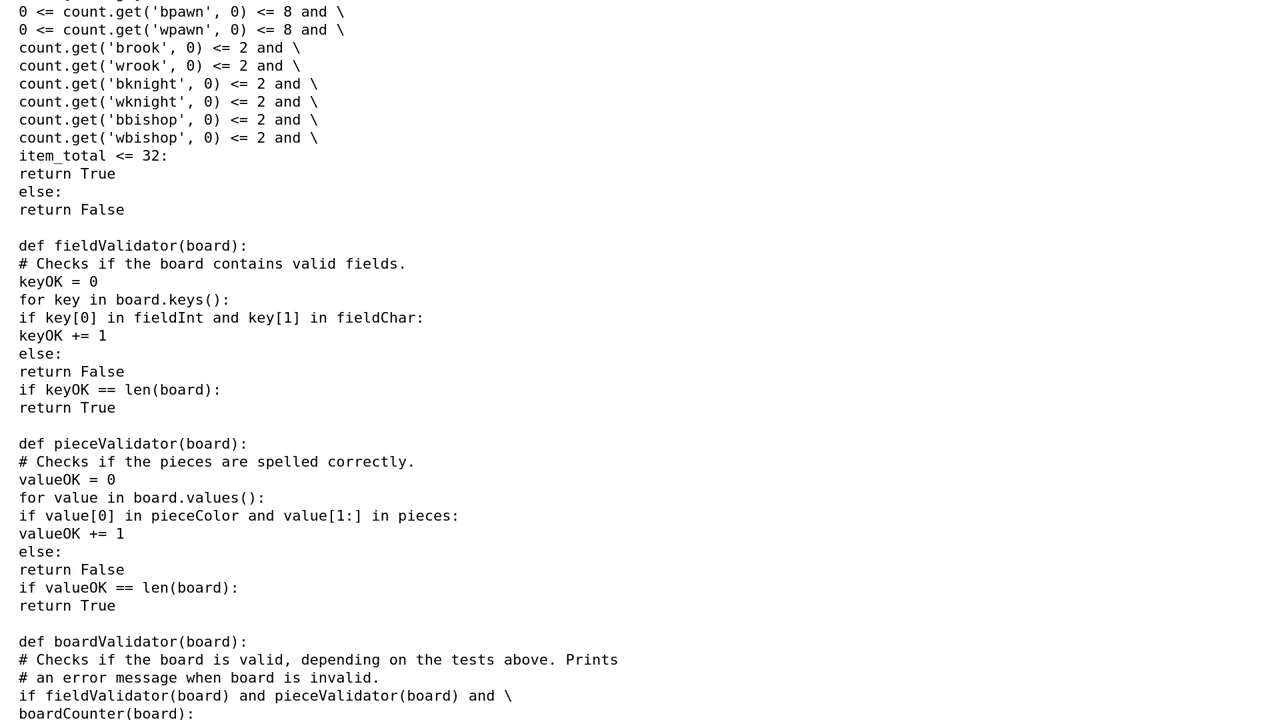 0 <= count.get('bpawn', 0) <= 8 and \
0 <= count.get('wpawn', 0) <= 8 and \
count.get('brook', 0) <= 2 and \
count.get('wrook', 0) <= 2 and \
count.get('bknight', 0) <= 2 and \
count.get('wknight', 0) <= 2 and \
count.get('bbishop', 0) <= 2 and \
count.get('wbishop', 0) <= 2 and \
item_total <= 32:
return True
else:
return False

def fieldValidator(board):
# Checks if the board contains valid fields.
keyOK = 0
for key in board.keys():
if key[0] in fieldInt and key[1] in fieldChar:
keyOK += 1
else:
return False
if keyOK == len(board):
return True

def pieceValidator(board):
# Checks if the pieces are spelled correctly.
valueOK = 0
for value in board.values():
if value[0] in pieceColor and value[1:] in pieces:
valueOK += 1
else:
return False
if valueOK == len(board):
return True

def boardValidator(board):
# Checks if the board is valid, depending on the tests above. Prints
# an error message when board is invalid.
if fieldValidator(board) and pieceValidator(board) and \
boardCounter(board):